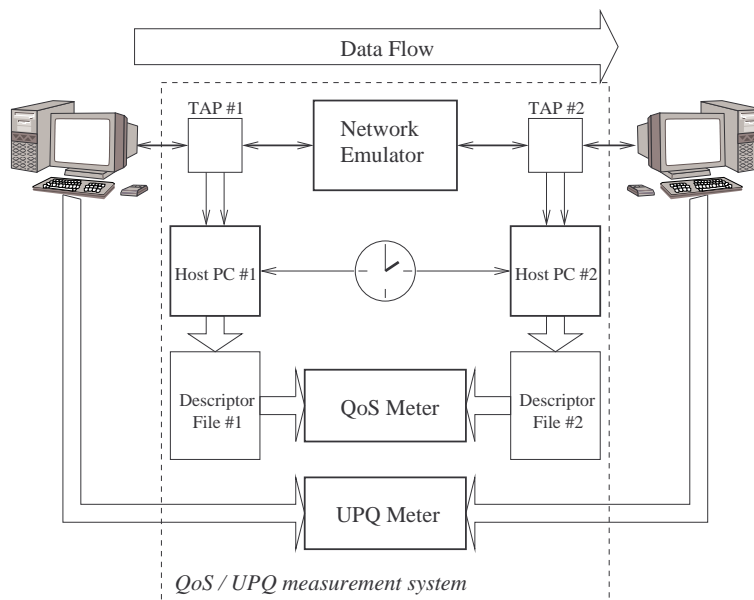 Data Flow
TAP #1
TAP #2
Network
Emulator
Host PC #1
Host PC #2
Descriptor
File #1
QoS Meter
Descriptor
File #2
UPQ Meter
QoS / UPQ measurement system